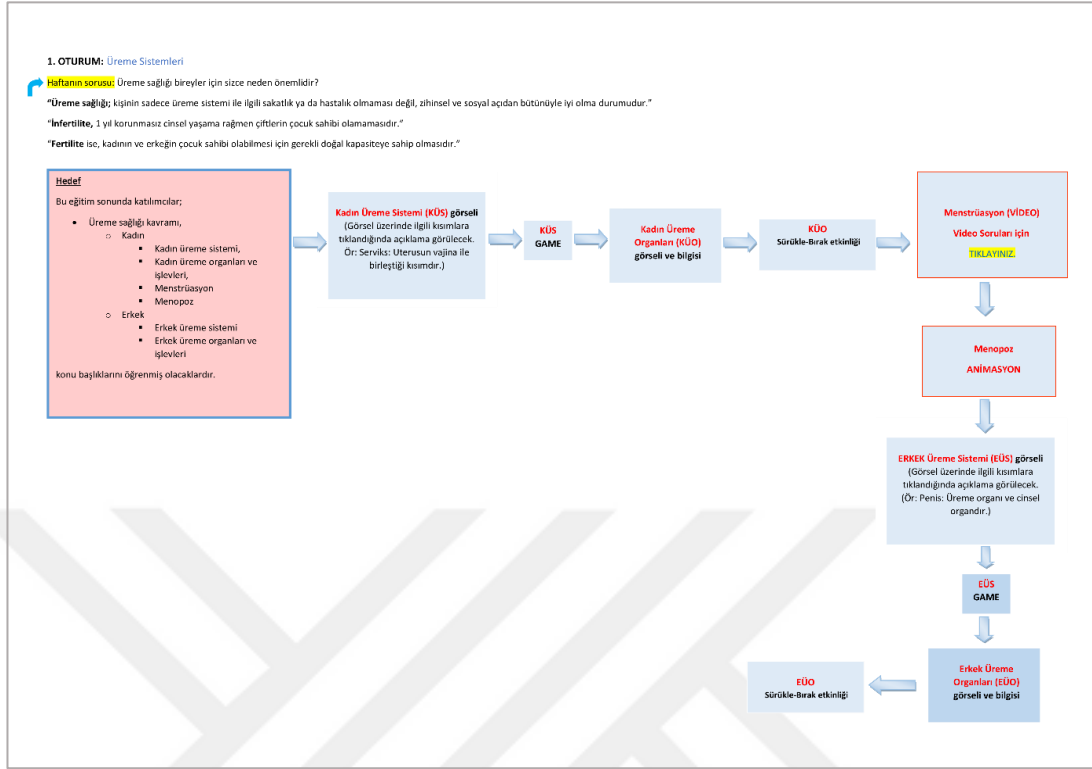 1. OTURUM: Üreme Sistemleri
Haftanın sorusu: Üreme sağlığı bireyler için sizce neden önemlidir?
"Üreme sağlığı; kişinin sadece üreme sistemi ile ilgili sakatlık ya da hastalık olmaması değil, zihinsel ve sosyal açıdan bütünüyle iyi olma durumudur."
"İnfertilite, 1 yıl korunmasız cinsel yaşama rağmen çiftlerin çocuk sahibi olamamasıdır."
"Fertilite ise, kadının ve erkeğin çocuk sahibi olabilmesi için gerekli doğal kapasiteye sahip olmasıdır."
Hedef
Bu eğitim sonunda katılımcılar;
• Üreme sağlığı kavramı,
o Kadın
▪ Kadın üreme sistemi,
▪ Kadın üreme organları ve
işlevleri,
▪ Menstrüasyon
▪ Menopoz
o Erkek
▪ Erkek üreme sistemi
▪ Erkek üreme organları ve
işlevleri
konu başlıklarını öğrenmiş olacaklardır.
Kadın Üreme Sistemi (KÜS) görseli
(Görsel üzerinde ilgili kısımlara
tıklandığında açıklama görülecek.
Ör: Serviks: Uterusun vajina ile
birleştiği kısımdır.)
KÜS
GAME
Kadın Üreme
Organları (KÜO)
görseli ve bilgisi
KÜO
Sürükle-Bırak etkinliği
Menstrüasyon (VİDEO)
Video Soruları için
TIKLAYINIZ.
Menopoz
ANİMASYON
ERKEK Üreme Sistemi (EÜS) görseli
(Görsel üzerinde ilgili kısımlara
tıklandığında açıklama görülecek.
(Ör: Penis: Üreme organı ve cinsel
organdır.)
EÜS
GAME
Erkek Üreme
Organları (EÜO)
görseli ve bilgisi
EÜO
Sürükle-Bırak etkinliği